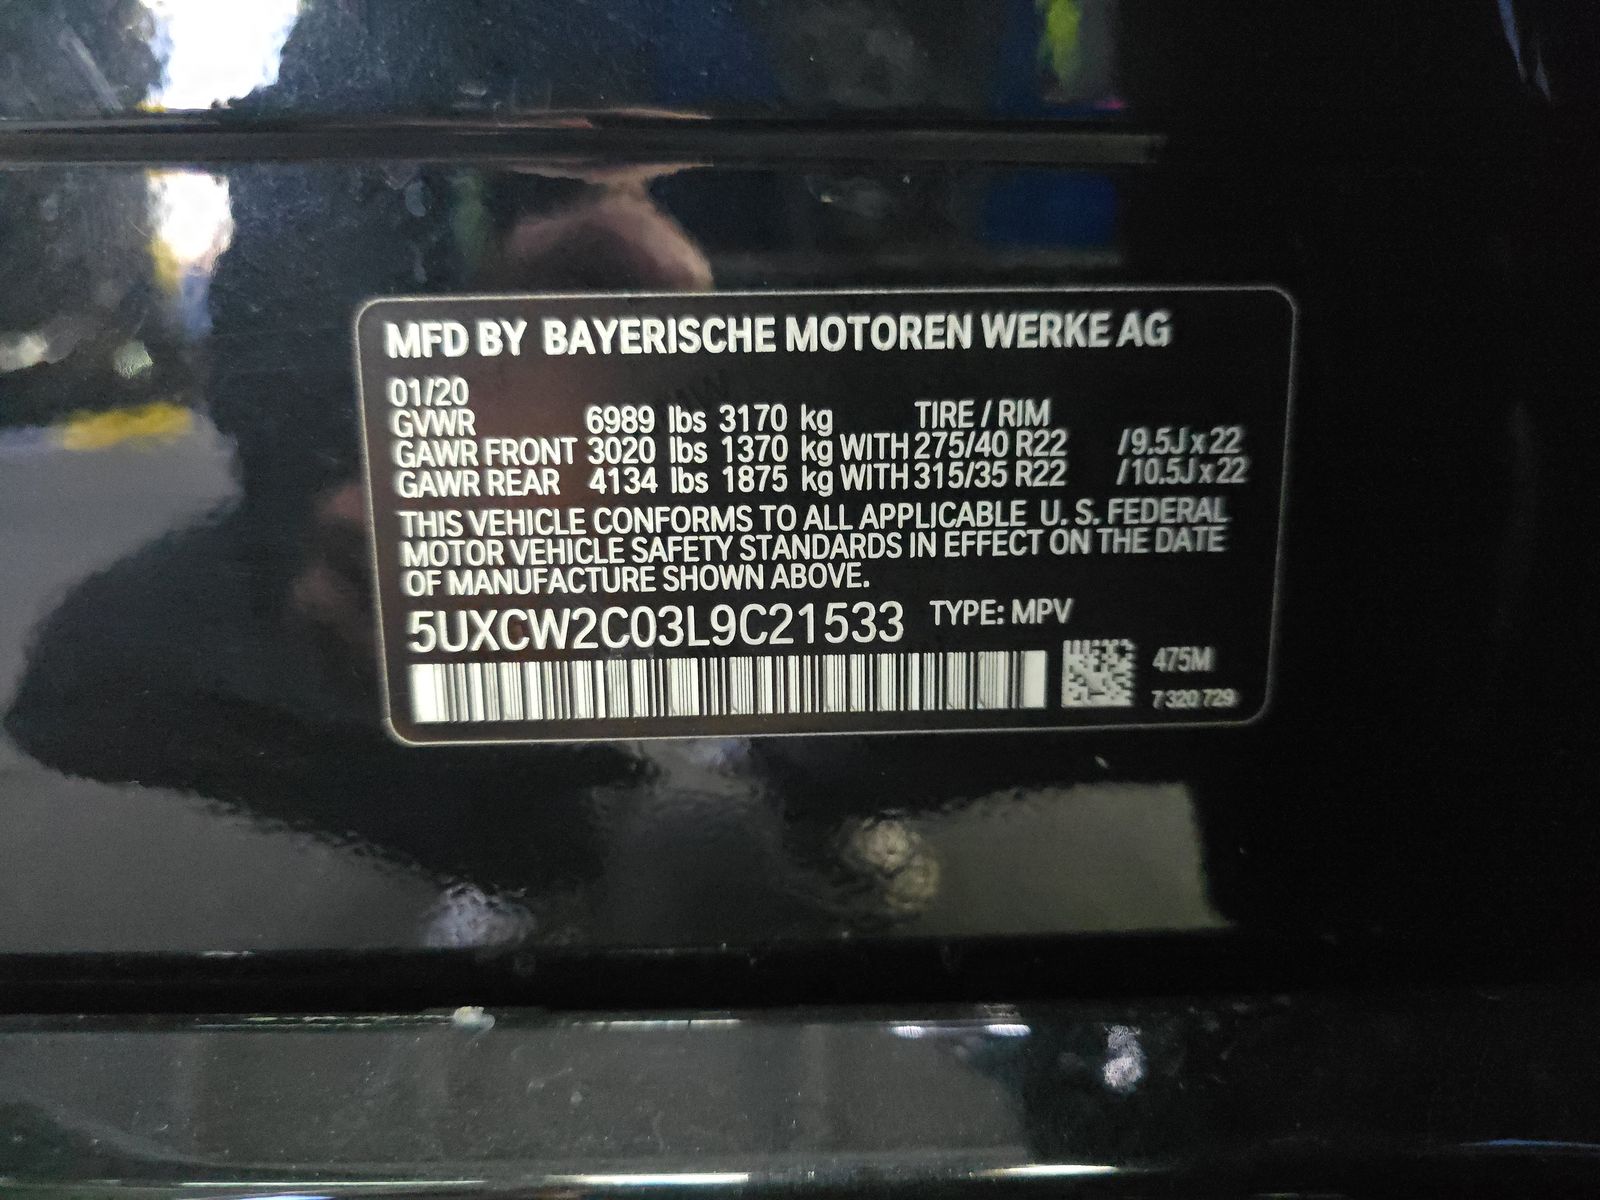 MFD BY BAYERISCHE MOTOREN WERKE AG
01/20
GVWR 6989 lbs 3170 kg TIRE / RIM
GAWR FRONT 3020 lbs 1370 kg WITH 275/40 R22 /9.5J x 22
GAWR REAR 4134 lbs 1875 kg WITH 315/35 R22 /10.5J x 22
THIS VEHICLE CONFORMS TO ALL APPLICABLE U. S. FEDERAL
MOTOR VEHICLE SAFETY STANDARDS IN EFFECT ON THE DATE
OF MANUFACTURE SHOWN ABOVE.
5UXCW2C03L9C21533 TYPE: MPV
475M
7 320 729